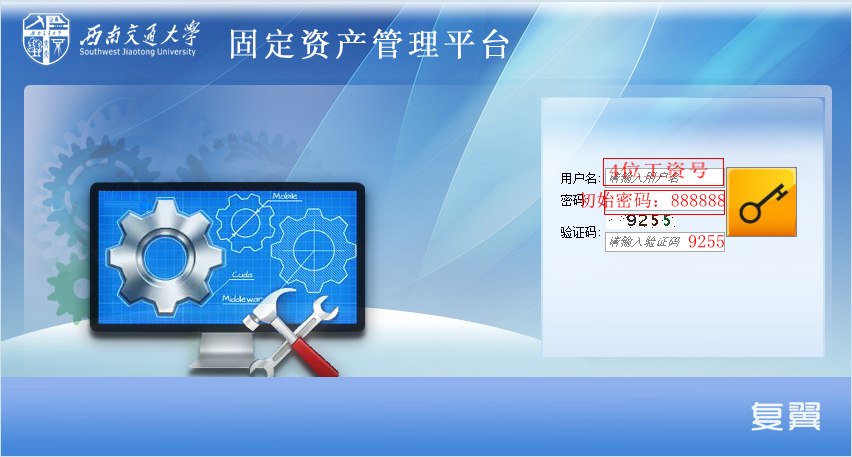 西南交通大学
Southwest Jiaotong University
固定资产管理平台
Mobile
Cuda
Middleware
用户名:
4位工资号
请输入用户名
密码
初始密码：888888
9255
验证码:
请输入验证码 9255
复翼